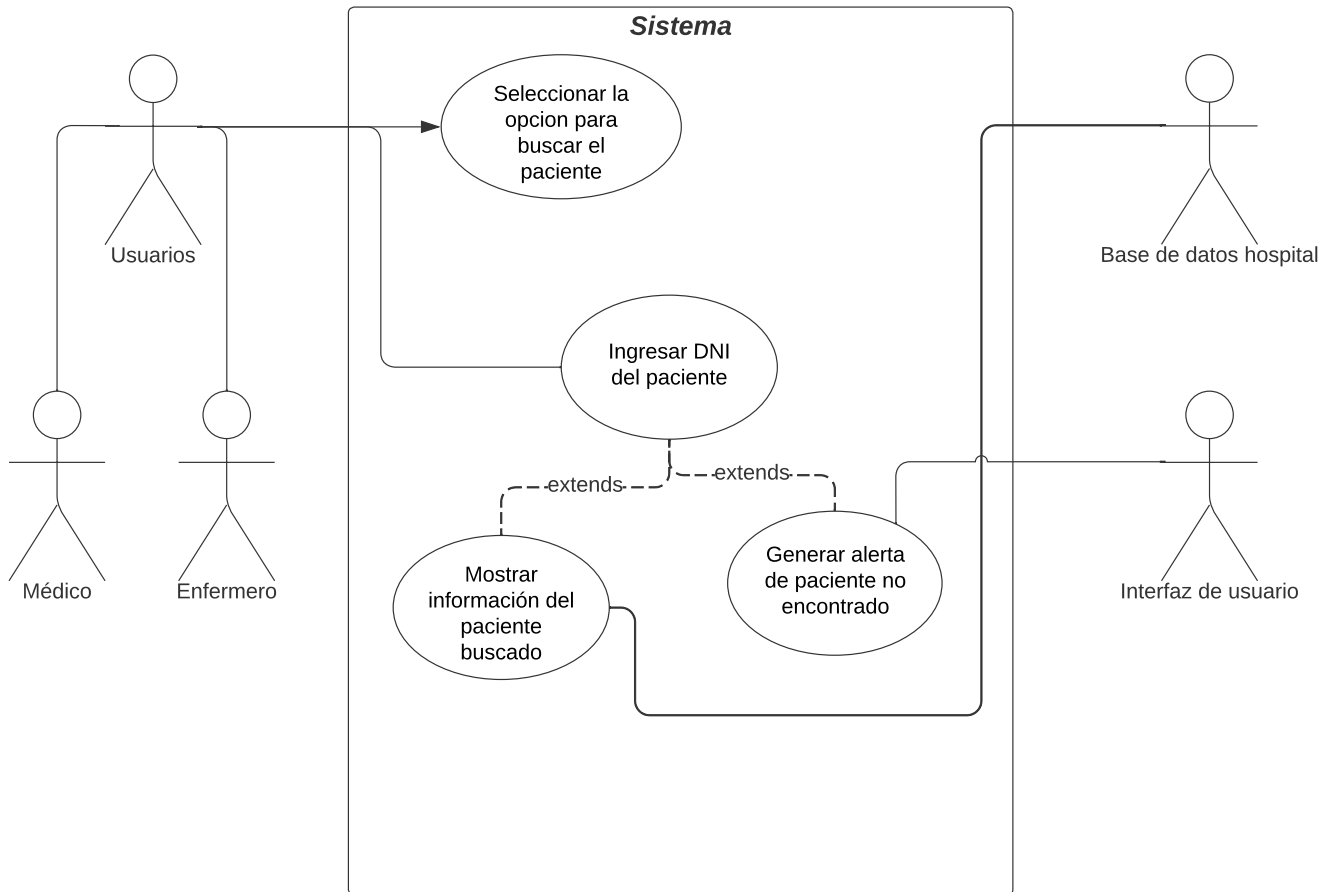 Sistema
Seleccionar la
opcion para
buscar el
paciente
Usuarios
Base de datos hospital
Ingresar DNI
del paciente
extends
extends
Médico
Enfermero
Mostrar
información del
paciente
buscado
Generar alerta
de paciente no
encontrado
Interfaz de usuario